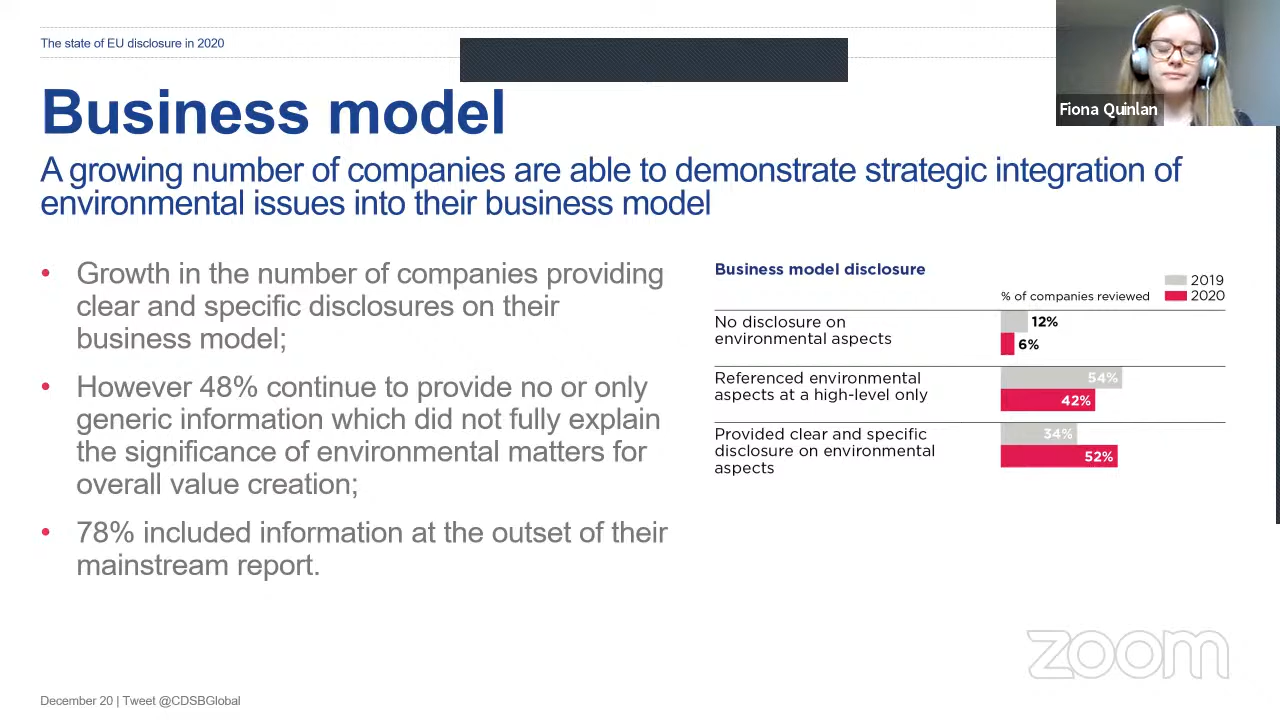 The state of EU disclosure in 2020
Fiona Quinlan
Business model
A growing number of companies are able to demonstrate strategic integration of
environmental issues into their business model
• Growth in the number of companies providing
clear and specific disclosures on their
business model;
• However 48% continue to provide no or only
generic information which did not fully explain
the significance of environmental matters for
overall value creation;
• 78% included information at the outset of their
mainstream report.
Business model disclosure
% of companies reviewed
2019
2020
No disclosure on
environmental aspects
12%
6%
Referenced environmental
aspects at a high-level only
54%
42%
Provided clear and specific
disclosure on environmental
aspects
34%
52%
zoom
December 20 | Tweet @CDSBGlobal